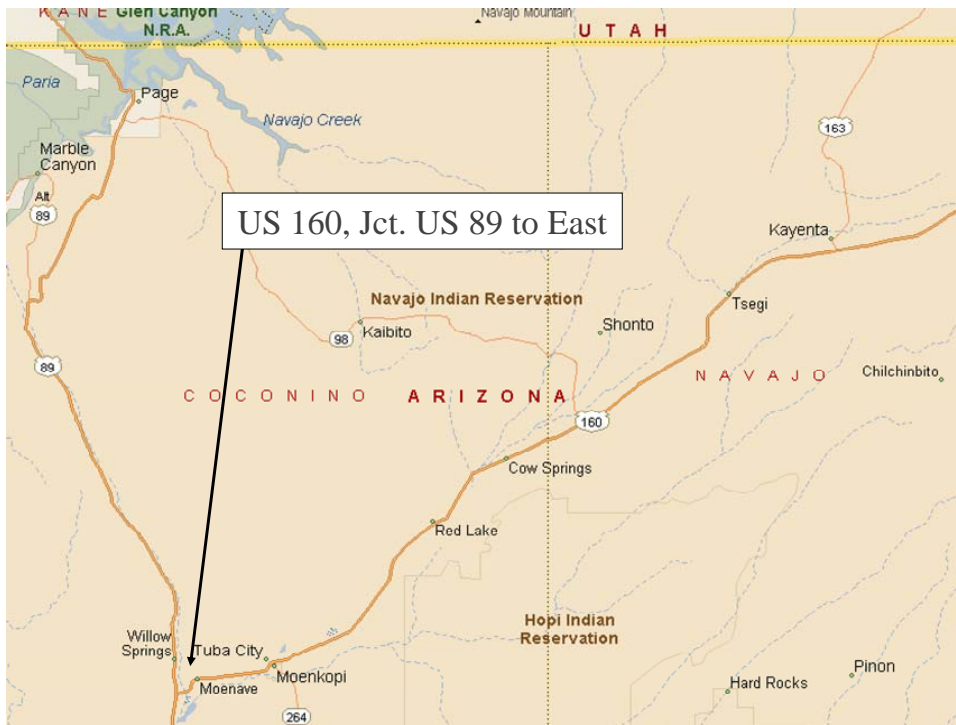 K A N E
Glen Canyon
N.R.A.
Navajo Mountain
U T A H
Paria
Page
Navajo Creek
163
Marble
Canyon
Alt
89
US 160, Jct. US 89 to East
Kayenta
Navajo Indian Reservation
Tsegi
98
Kaibito
Shonto
89
C O C O N I N O
A R I Z O N A
N A V A J O
Chilchinbito
160
Cow Springs
Red Lake
Hopi Indian
Reservation
Willow
Springs
Tuba City
Moenkopi
Moenave
264
Hard Rocks
Pinon